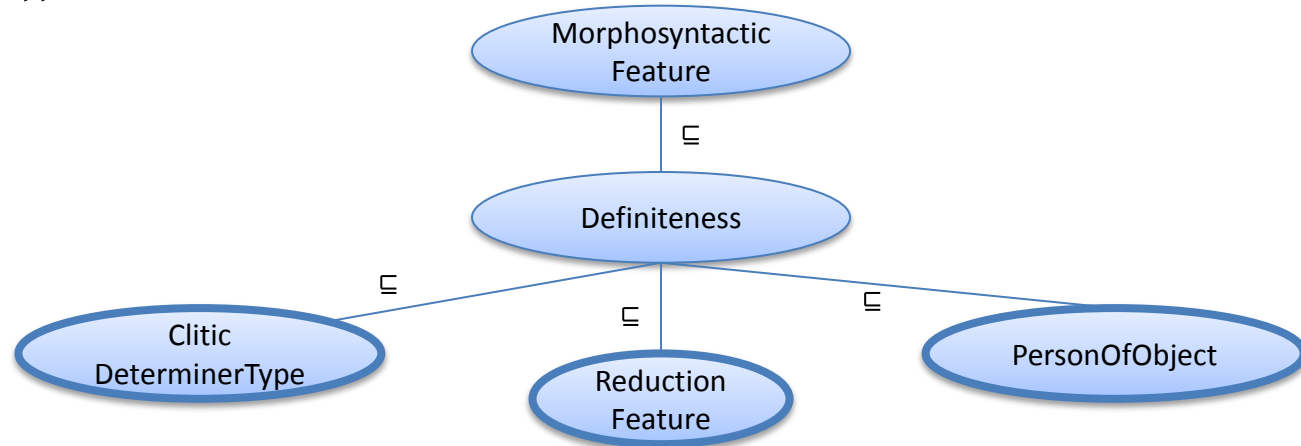 Morphosyntactic
Feature
⊑
Definiteness
⊑
⊑
⊑
Clitic
DeterminerType
Reduction
Feature
PersonOfObject